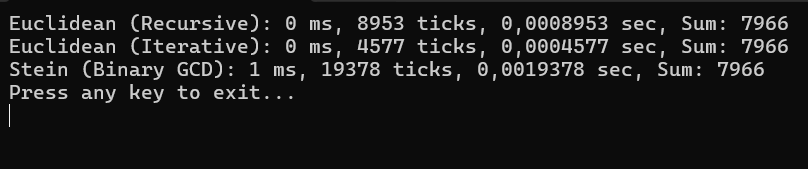 Euclidean (Recursive): 0 ms, 8953 ticks, 0,0008953 sec, Sum: 7966
Euclidean (Iterative): 0 ms, 4577 ticks, 0,0004577 sec, Sum: 7966
Stein (Binary GCD): 1 ms, 19378 ticks, 0,0019378 sec, Sum: 7966
Press any key to exit...